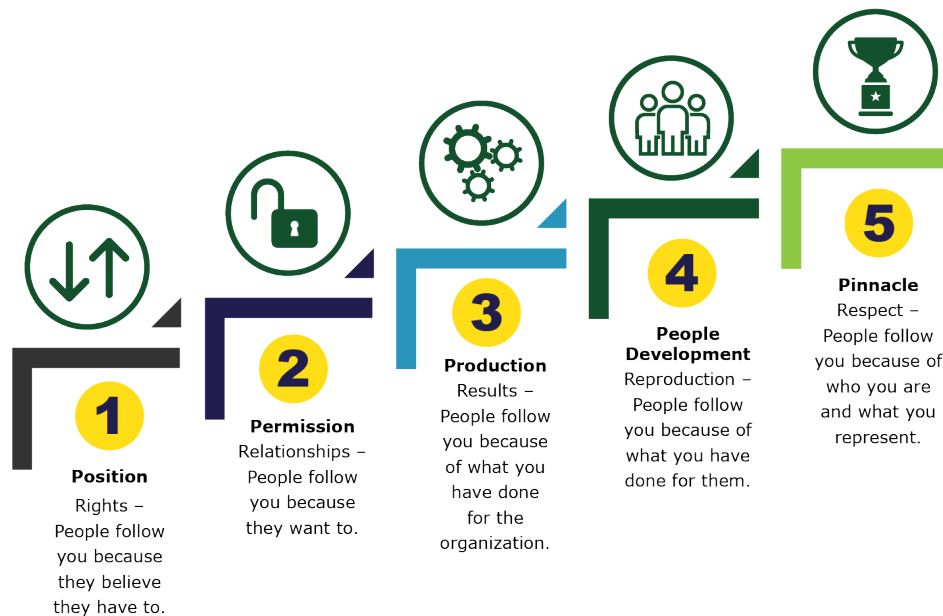 1
Position
Rights –
People follow
you because
they believe
they have to.
2
Permission
Relationships –
People follow
you because
they want to.
3
Production
Results –
People follow
you because
of what you
have done
for the
organization.
4
People
Development
Reproduction –
People follow
you because of
what you have
done for them.
5
Pinnacle
Respect –
People follow
you because of
who you are
and what you
represent.